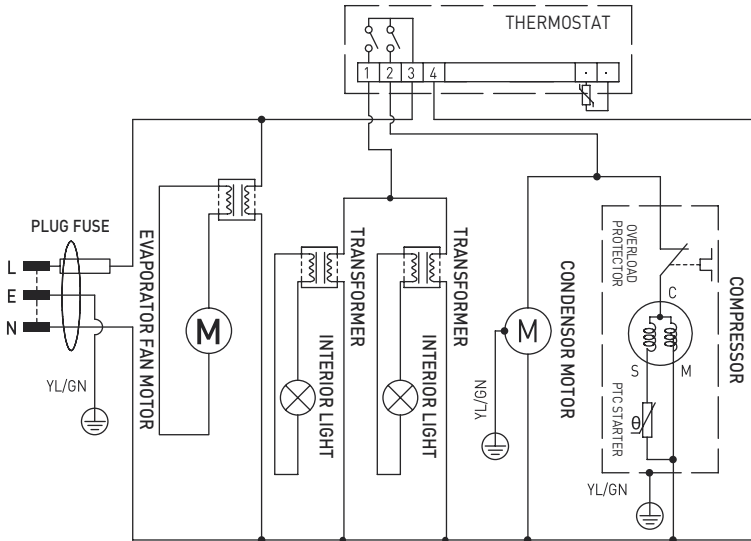 THERMOSTAT
1 2 3 4 · ·
PLUG FUSE
L
E
N
YL/GN
EVAPORATOR FAN MOTOR
M
TRANSFORMER
INTERIOR LIGHT
TRANSFORMER
INTERIOR LIGHT
M
YL/GN
CONDENSOR MOTOR
OVERLOAD
PROTECTOR
C
S M
θ
PTC STARTER
YL/GN
COMPRESSOR